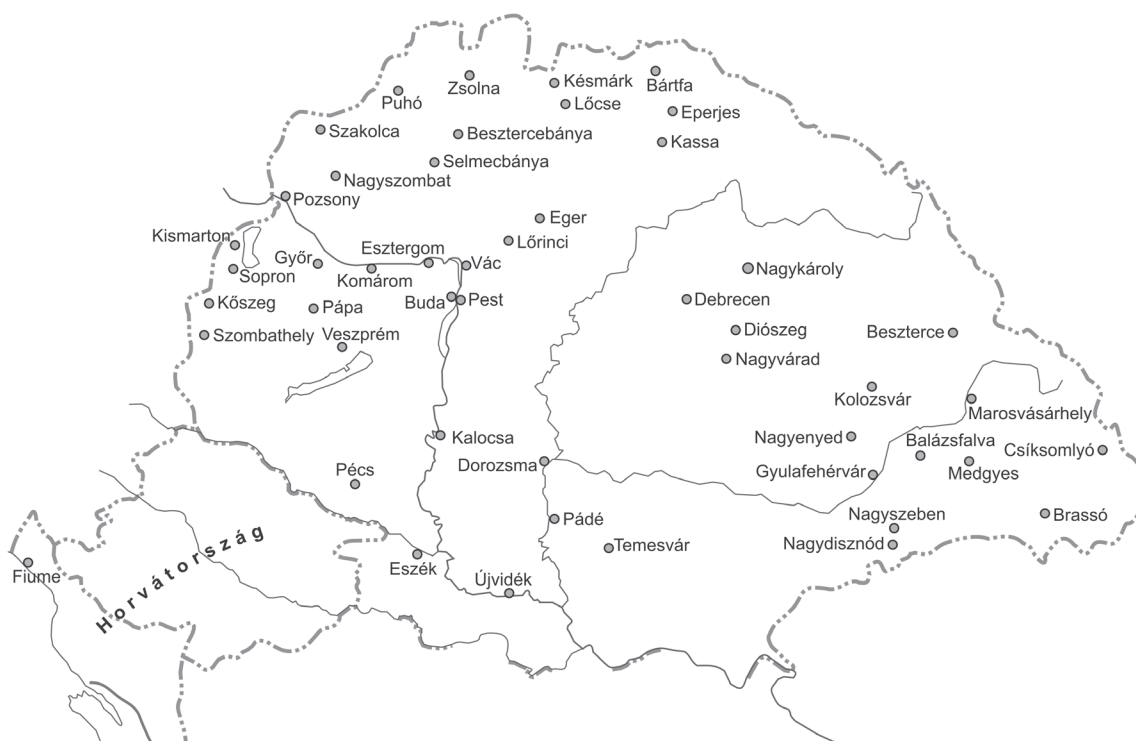 Zsolna
Késmárk
Bártfa
Puhó
Lőcse
Eperjes
Szakolca
Besztercebánya
Kassa
Selmecbánya
Nagyszombat
Pozsony
Eger
Kismarton
Lőrinci
Esztergom
Győr
Vác
Nagykároly
Sopron
Komárom
Kőszeg
Pápa
Buda
Pest
Debrecen
Szombathely
Veszprém
Diószeg
Beszterce
Nagyvárad
Kolozsvár
Marosvásárhely
Kalocsa
Nagyenyed
Balázsfalva
Csíksomlyó
Dorozsma
Pécs
Gyulafehérvár
Medgyes
Nagyszeben
Brassó
Pádé
Temesvár
Nagydisznód
Horvátország
Eszék
Fiume
Újvidék